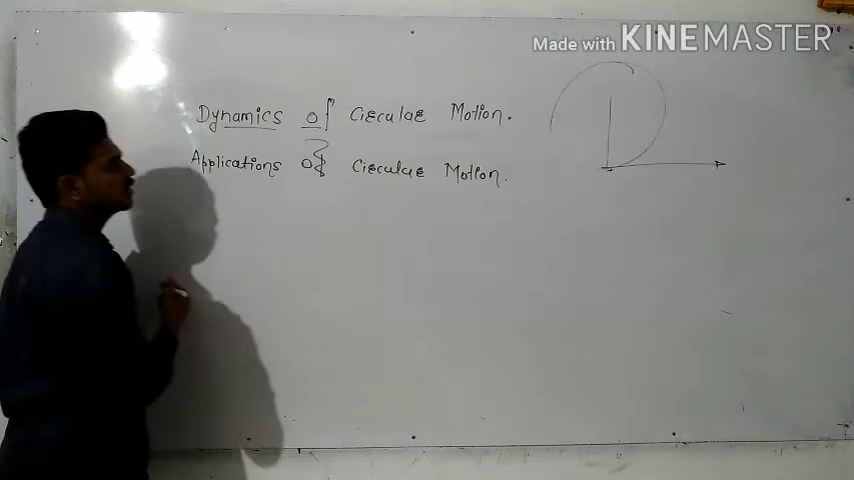 Made with KINEMASTER
Dynamics of Circular Motion.
Applications of Circular Motion.